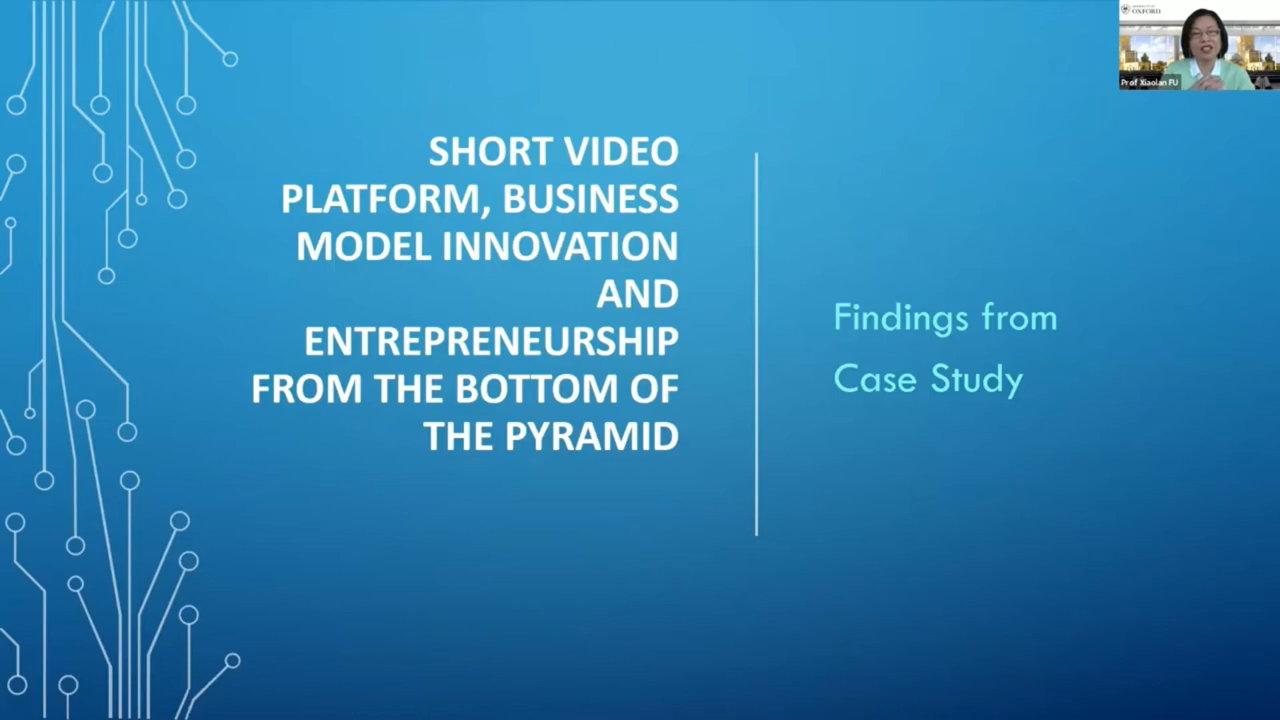 SHORT VIDEO
PLATFORM, BUSINESS
MODEL INNOVATION
AND
ENTREPRENEURSHIP
FROM THE BOTTOM OF
THE PYRAMID
Findings from
Case Study
OXFORD
Prof Xiaolan FU